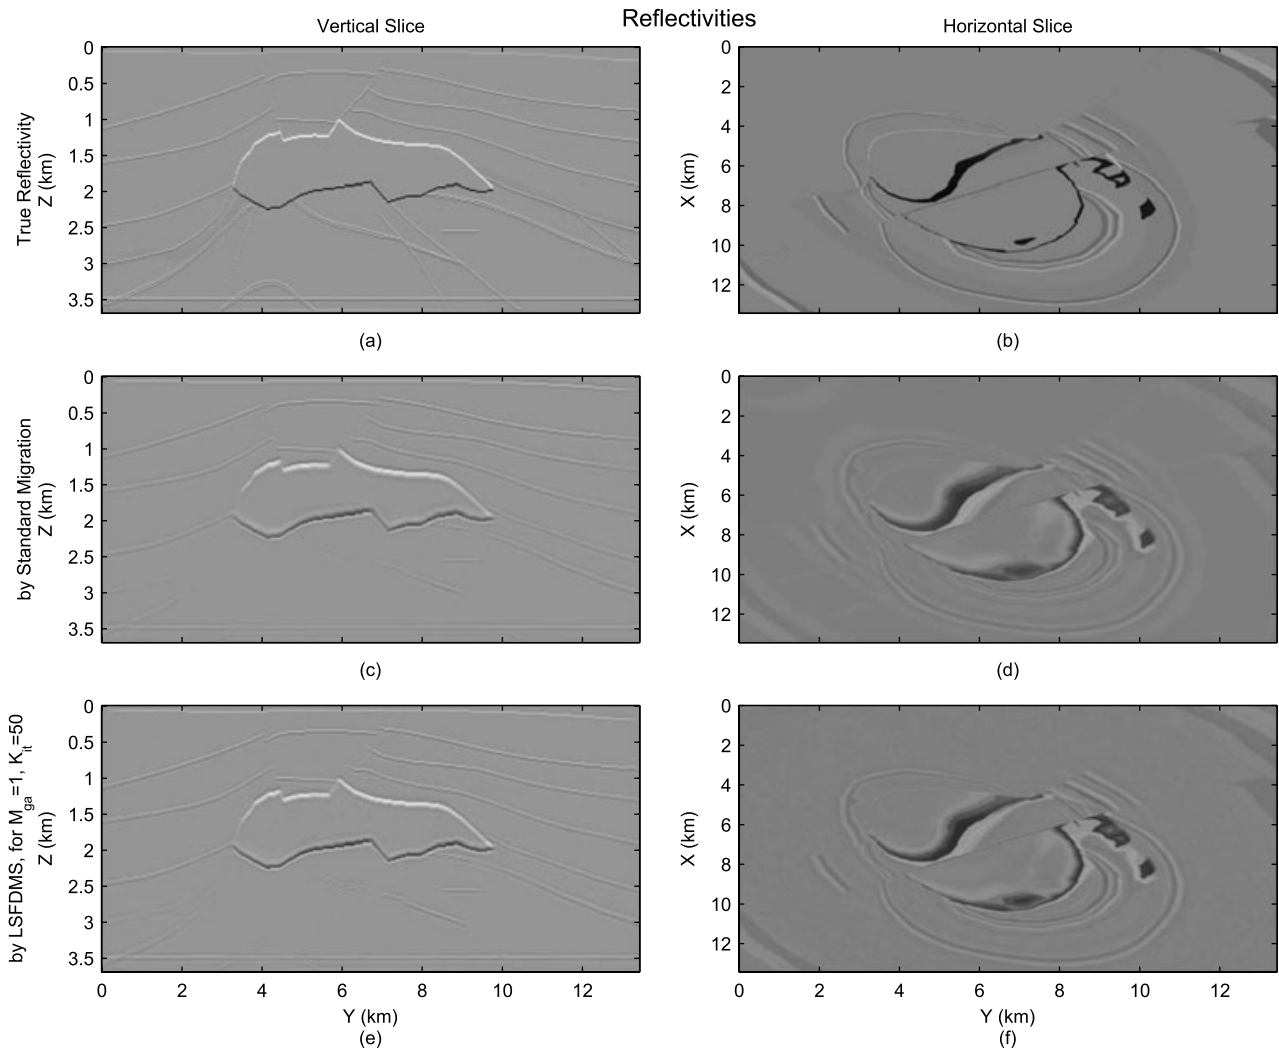 Reflectivities
Vertical Slice
Horizontal Slice
True Reflectivity
Z (km)
0
0.5
1
1.5
2
2.5
3
3.5
(a)
X (km)
0
2
4
6
8
10
12
(b)
by Standard Migration
Z (km)
0
0.5
1
1.5
2
2.5
3
3.5
(c)
X (km)
0
2
4
6
8
10
12
(d)
by LSFDMS, for M_ga=1, K_it=50
Z (km)
0
0.5
1
1.5
2
2.5
3
3.5
0 2 4 6 8 10 12
Y (km)
(e)
X (km)
0
2
4
6
8
10
12
0 2 4 6 8 10 12
Y (km)
(f)